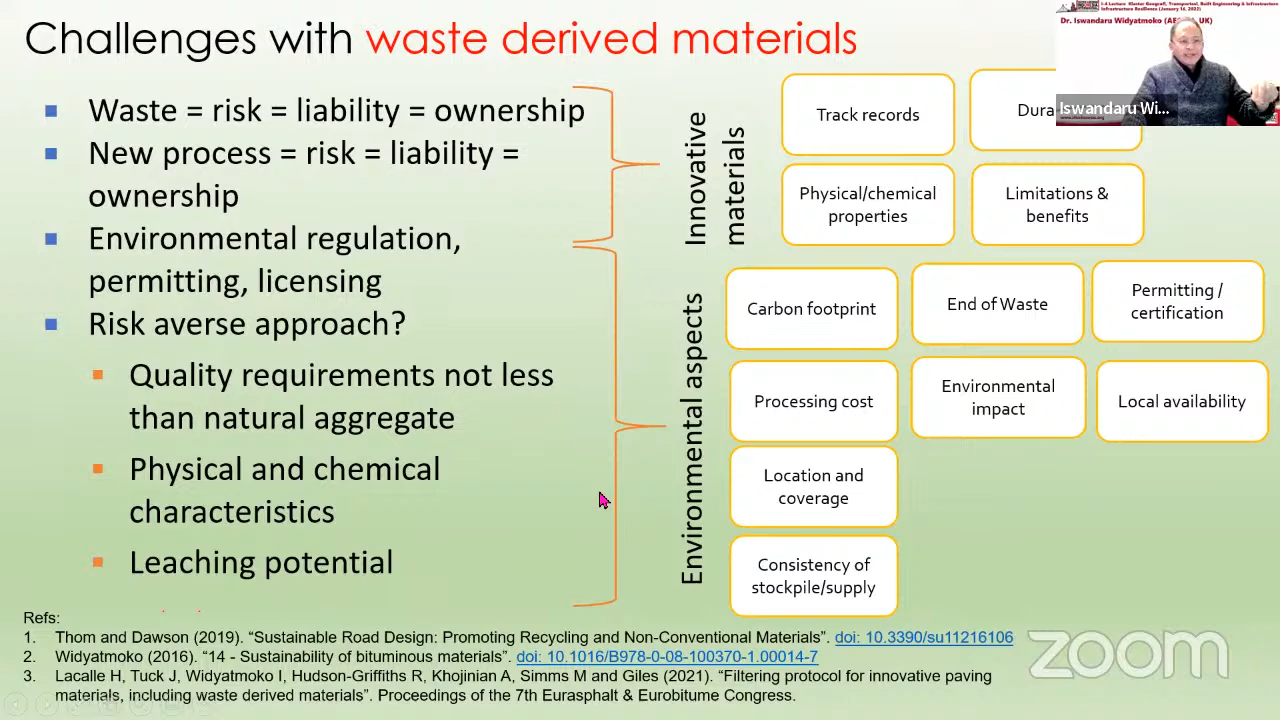 Challenges with waste derived materials
Waste = risk = liability = ownership
New process = risk = liability =
ownership
Environmental regulation,
permitting, licensing
Risk averse approach?
Quality requirements not less
than natural aggregate
Physical and chemical
characteristics
Leaching potential
Innovative
materials
Track records
Physical/chemical
properties
Limitations &
benefits
Environmental aspects
Carbon footprint
End of Waste
Permitting /
certification
Processing cost
Environmental
impact
Local availability
Location and
coverage
Consistency of
stockpile/supply
Dr. Iswandaru Widyatmoko
Iswandaru Wi...
Refs:
1. Thom and Dawson (2019). “Sustainable Road Design: Promoting Recycling and Non-Conventional Materials”. doi: 10.3390/su11216106
2. Widyatmoko (2016). “14 - Sustainability of bituminous materials”. doi: 10.1016/B978-0-08-100370-1.00014-7
3. Lacalle H, Tuck J, Widyatmoko I, Hudson-Griffiths R, Khojinian A, Simms M and Giles (2021). “Filtering protocol for innovative paving
materials, including waste derived materials”. Proceedings of the 7th Eurasphalt & Eurobitume Congress.
zoom